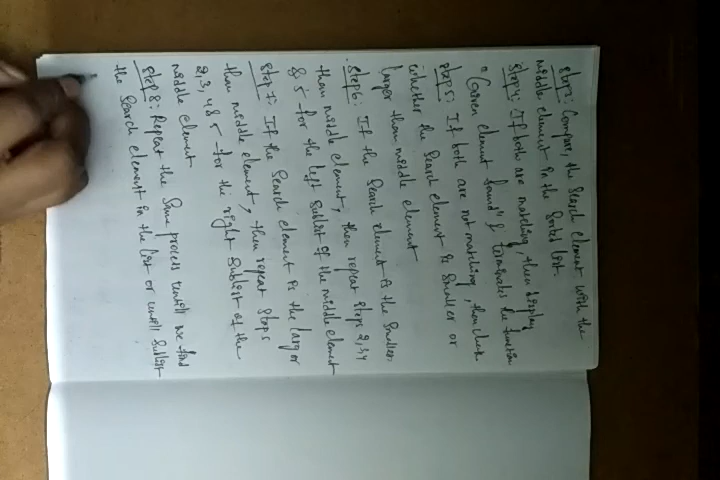 Step3: Compare, the Search element with the
middle element in the Sorted list.
Step4: If both are matching, then display
"Given element found" & terminates the function
Step5: If both are not matching, then check
whether the Search element is Smaller or
larger than middle element
Step6: If the Search element is the Smaller
than middle element, then repeat Steps 2,3,4
& 5 for the left Sublist of the middle element
Step 7: If the Search element is the larger
than middle element, then repeat Steps
2,3,4 & 5 for the right Sublist of the
middle element
Step 8: Repeat the Same process until we find
the Search element in the list or until Sublist